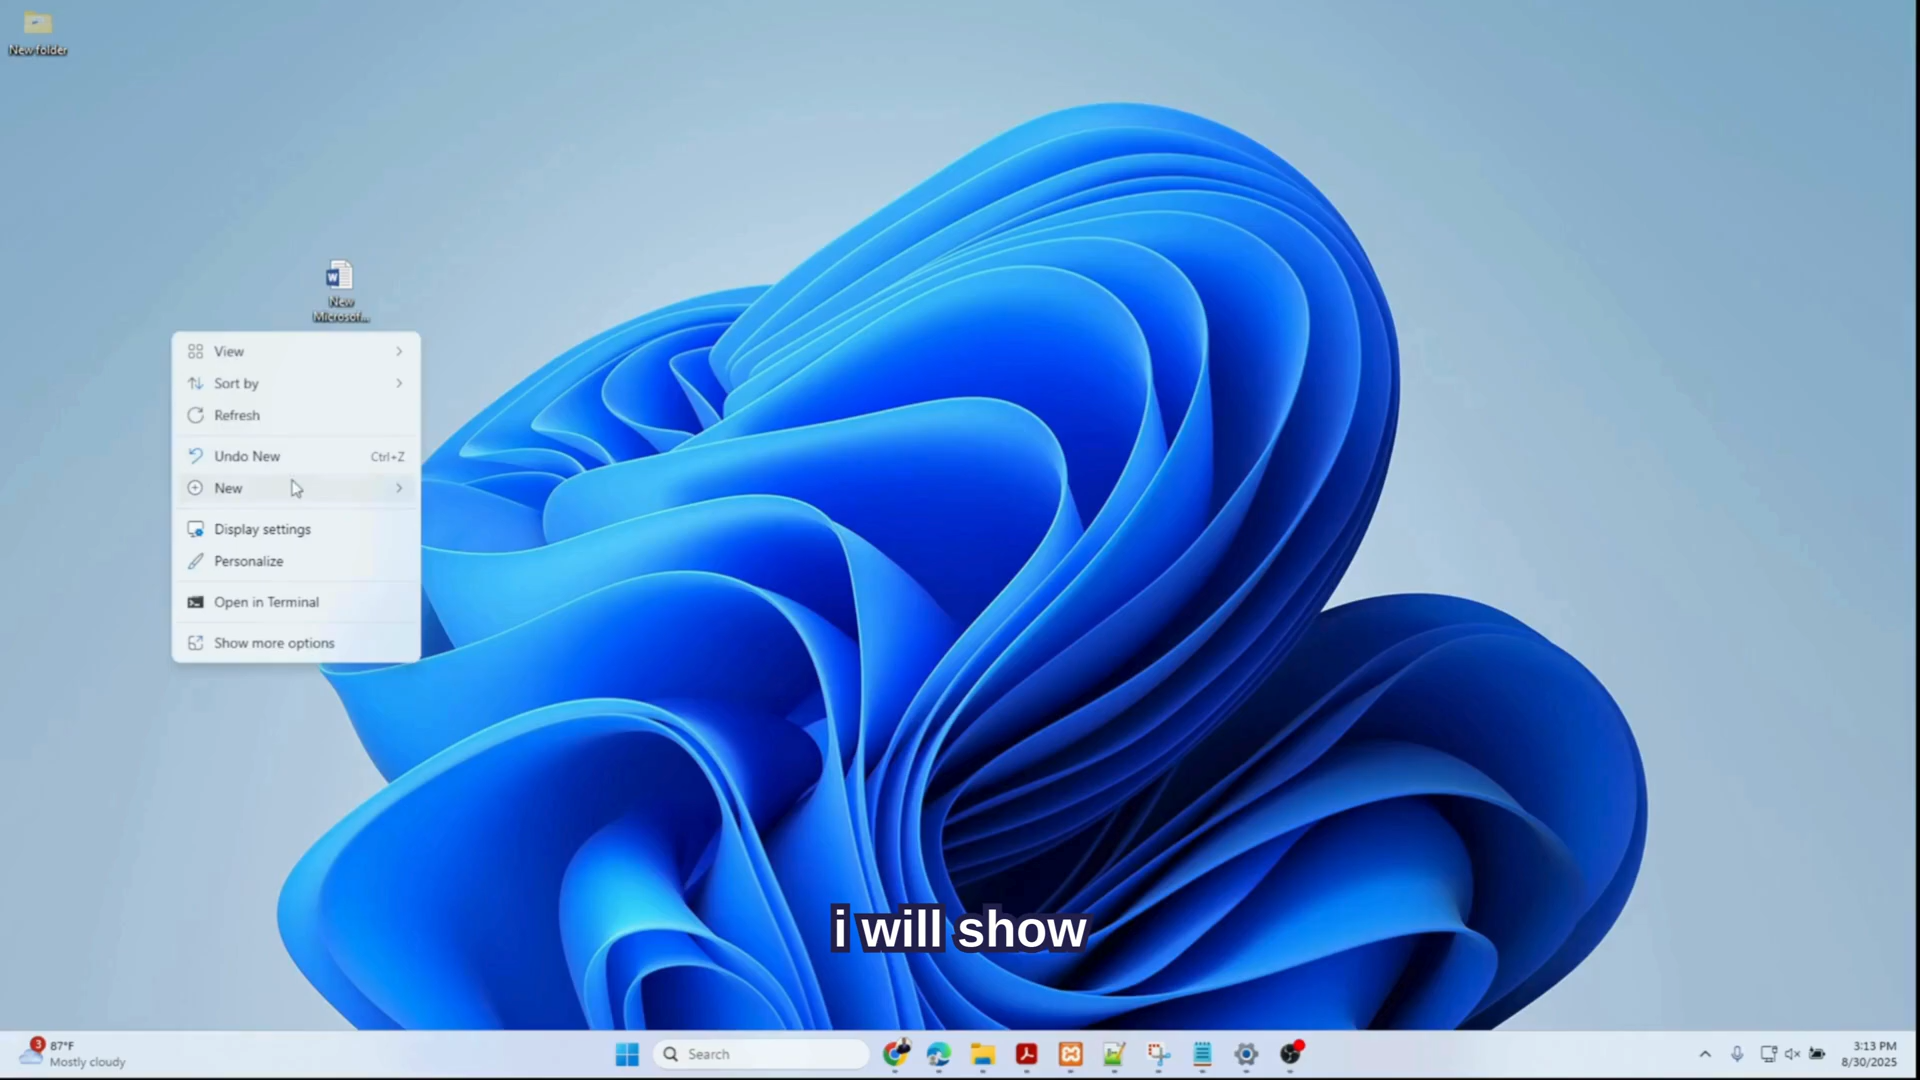 New folder
New
Microsof...
View
Sort by
Refresh
Undo New Ctrl+Z
New
Display settings
Personalize
Open in Terminal
Show more options
i will show
3
87°F
Mostly cloudy
Search
3:13 PM
8/30/2025